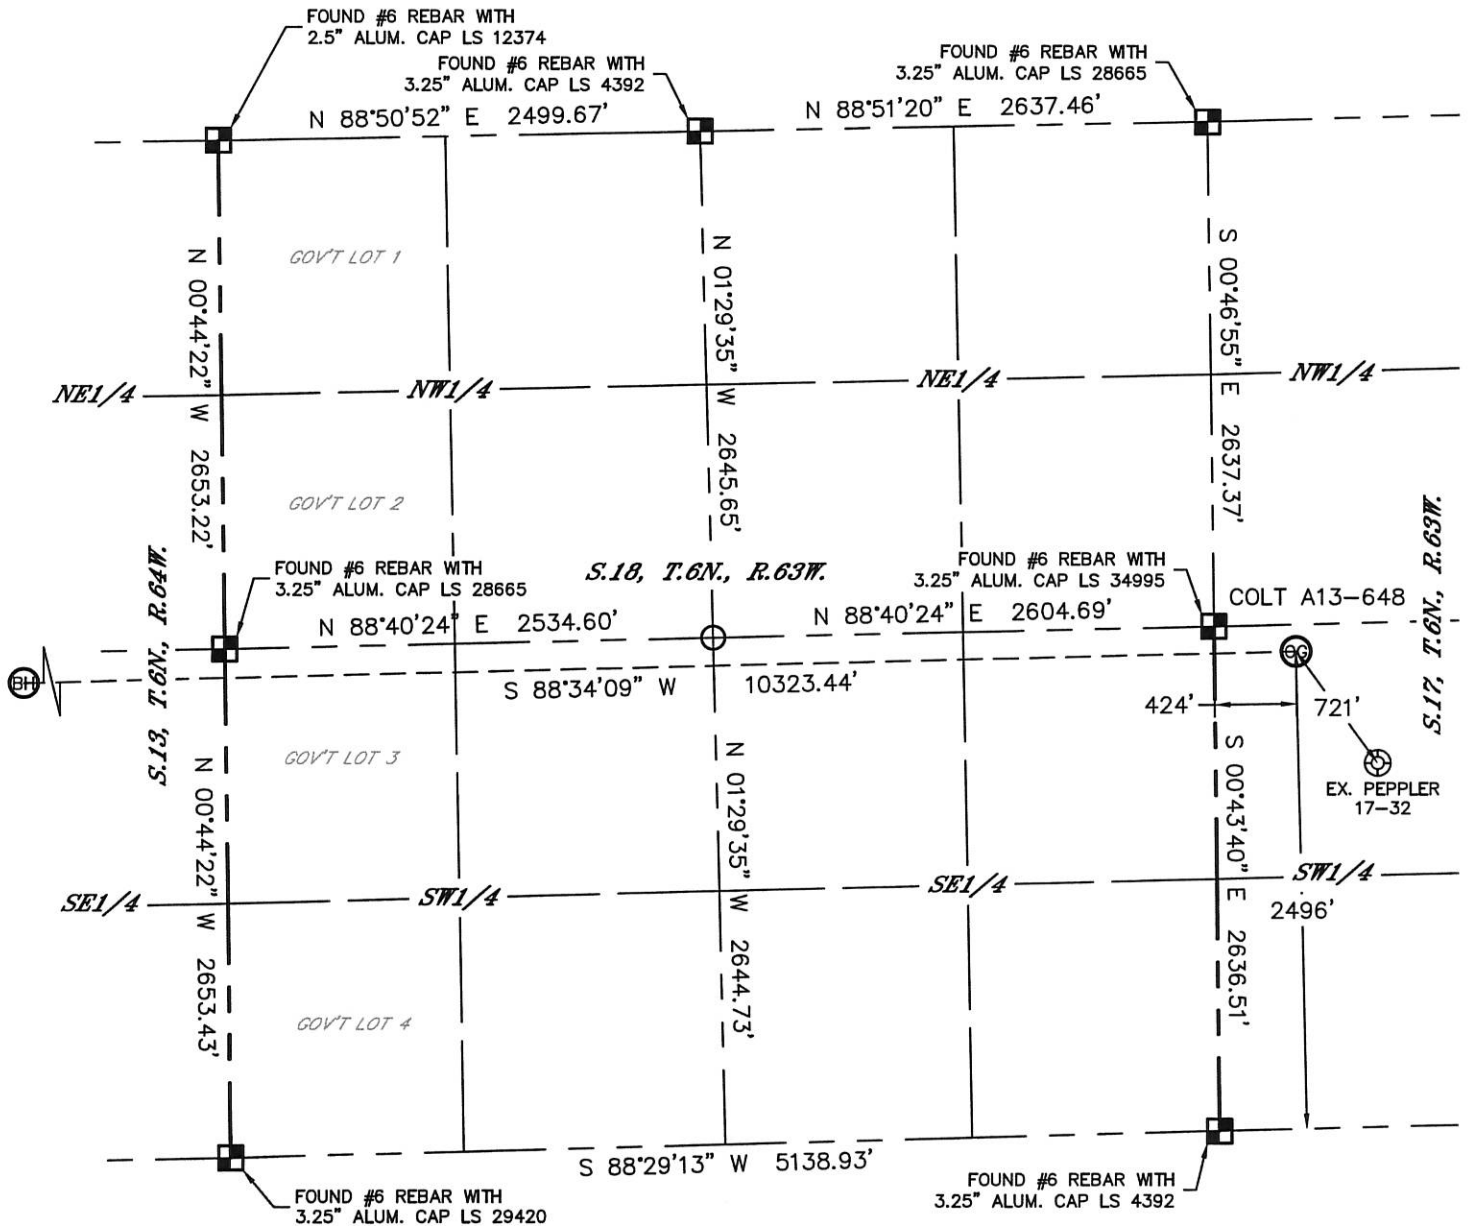 FOUND #6 REBAR WITH
2.5" ALUM. CAP LS 12374
FOUND #6 REBAR WITH
3.25" ALUM. CAP LS 4392
FOUND #6 REBAR WITH
3.25" ALUM. CAP LS 28665
N 88°50'52" E 2499.67'
N 88°51'20" E 2637.46'
GOV'T LOT 1
N 00°44'22" W 2653.22'
N 01°29'35" W 2645.65'
S 00°46'55" E 2637.37'
NE1/4
NW1/4
NE1/4
NW1/4
GOV'T LOT 2
S.13, T.6N., R.64W.
FOUND #6 REBAR WITH
3.25" ALUM. CAP LS 28665
S.18, T.6N., R.63W.
FOUND #6 REBAR WITH
3.25" ALUM. CAP LS 34995
COLT A13-648
S.17, T.6N., R.63W.
N 88°40'24" E 2534.60'
N 88°40'24" E 2604.69'
BH
OG
S 88°34'09" W 10323.44'
424'
721'
GOV'T LOT 3
EX. PEPPLER
17-32
N 00°44'22" W 2653.43'
N 01°29'35" W 2644.73'
S 00°43'40" E 2636.51'
SE1/4
SW1/4
SE1/4
SW1/4
2496'
GOV'T LOT 4
S 88°29'13" W 5138.93'
FOUND #6 REBAR WITH
3.25" ALUM. CAP LS 29420
FOUND #6 REBAR WITH
3.25" ALUM. CAP LS 4392